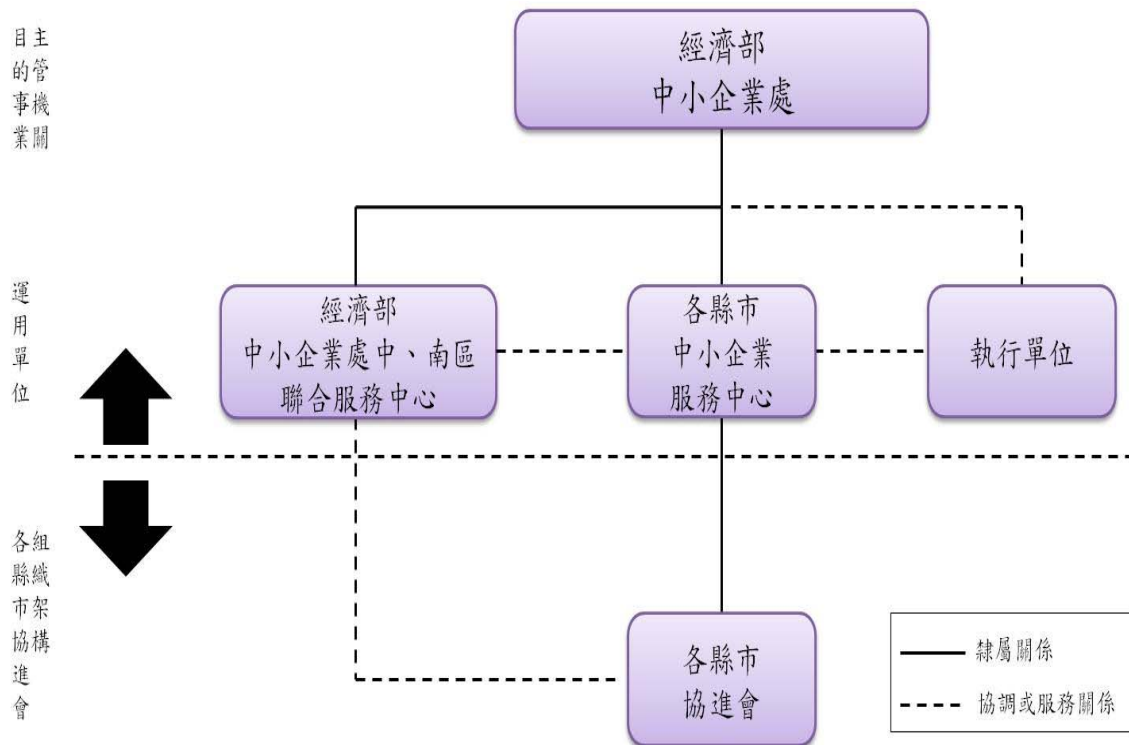 目的事業
主管機關
經濟部
中小企業處
運用單位
經濟部
中小企業處中、南區
聯合服務中心
各縣市
中小企業
服務中心
執行單位
各縣市協進會
組織架構
各縣市
協進會
隸屬關係
協調或服務關係